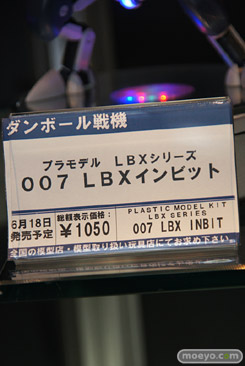 ダンボール戦機
プラモデル LBXシリーズ
007 LBXインビット
6月18日
発売予定
総額表示価格:
¥1050
PLASTIC MODEL KIT
LBX SERIES
007 LBX INBIT
全国の模型店・模型取り扱い玩具店にてお求め下さい。
moeyo.com